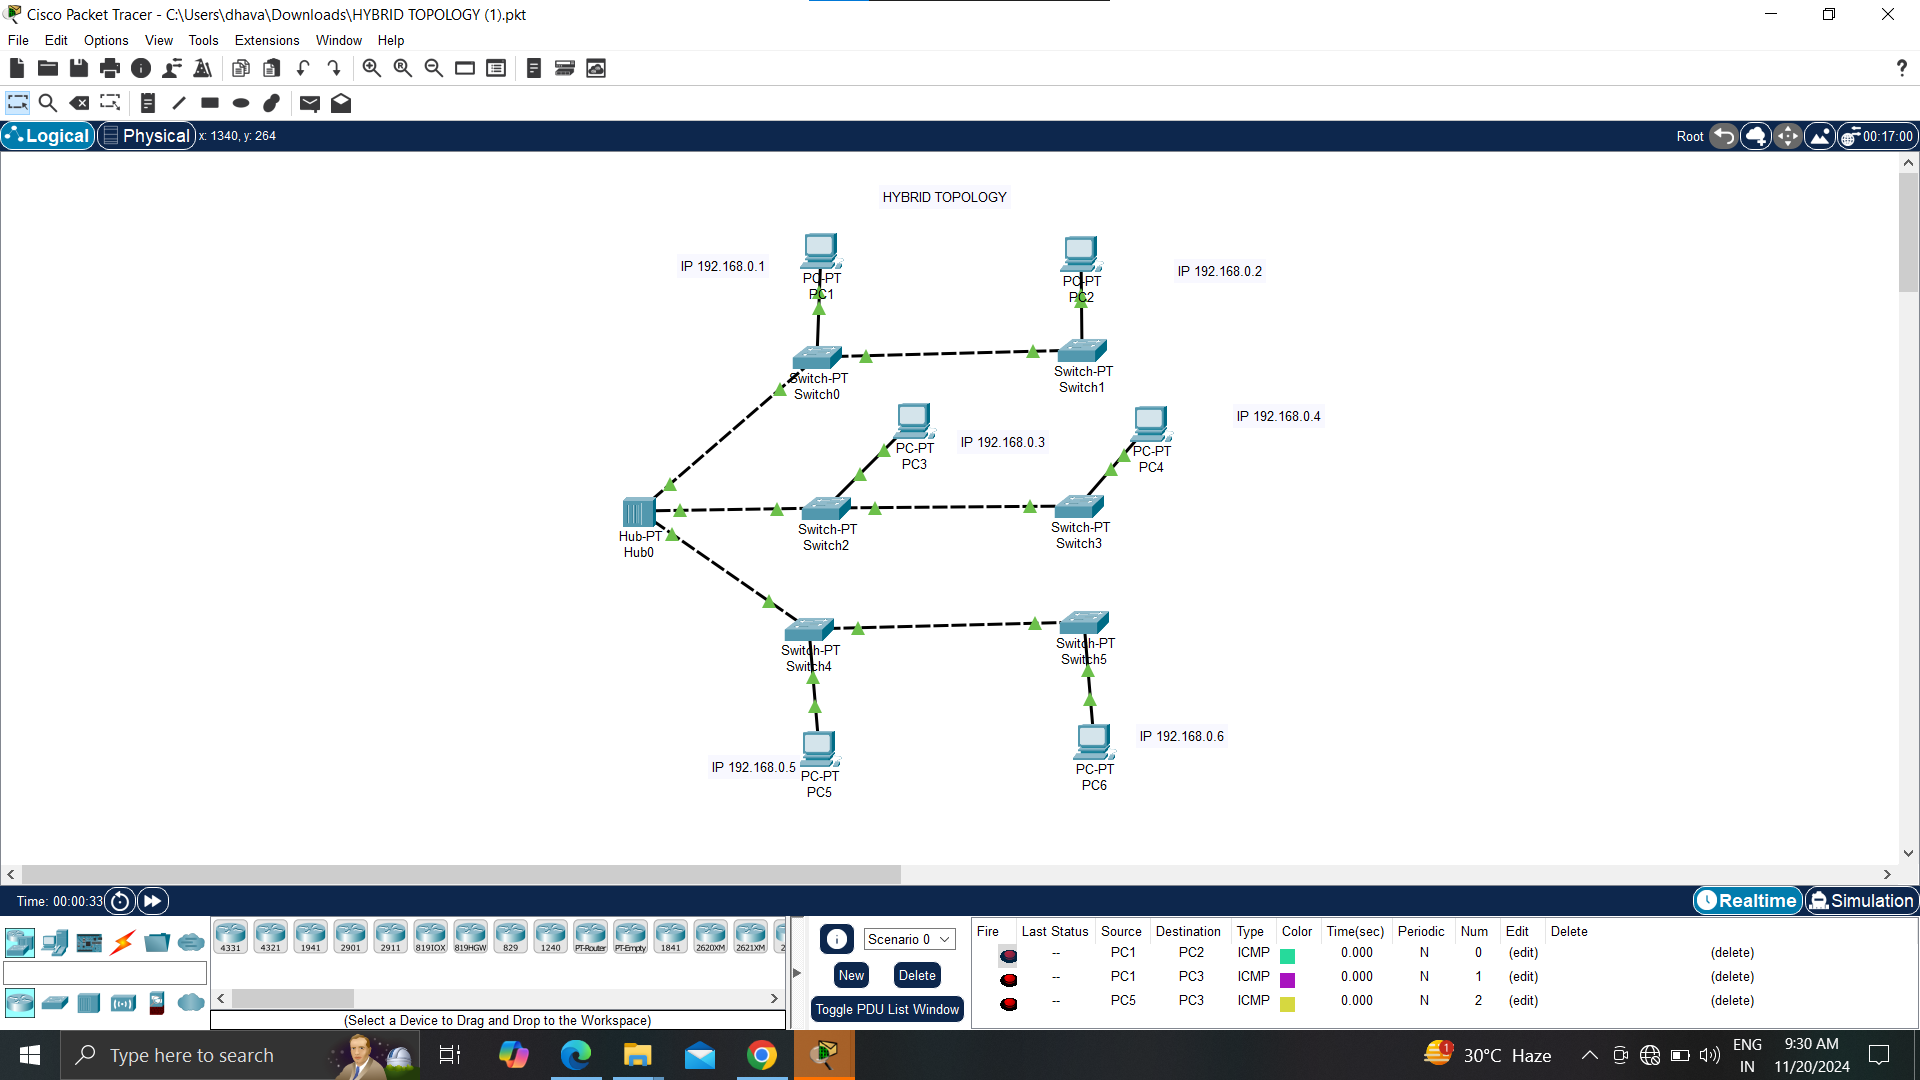 Cisco Packet Tracer - C:\Users\dhava\Downloads\HYBRID TOPOLOGY (1).pkt
File Edit Options View Tools Extensions Window Help
Logical Physical x: 1340, y: 264 Root 00:17:00
HYBRID TOPOLOGY
IP 192.168.0.1
PC-PT
PC1
PC-PT
PC2
IP 192.168.0.2
Switch-PT
Switch0
Switch-PT
Switch1
PC-PT
PC3
IP 192.168.0.3
PC-PT
PC4
IP 192.168.0.4
Hub-PT
Hub0
Switch-PT
Switch2
Switch-PT
Switch3
Switch-PT
Switch4
Switch-PT
Switch5
IP 192.168.0.5
PC-PT
PC5
PC-PT
PC6
IP 192.168.0.6
Time: 00:00:33 Realtime Simulation
4331 4321 1941 2901 2911 819IOX 819HGW 829 1240 PT-Router PT-Empty 1841 2620XM 2621XM 2
(Select a Device to Drag and Drop to the Workspace)
Scenario 0
New Delete
Toggle PDU List Window
Fire Last Status Source Destination Type Color Time(sec) Periodic Num Edit Delete
-- PC1 PC2 ICMP 0.000 N 0 (edit) (delete)
-- PC1 PC3 ICMP 0.000 N 1 (edit) (delete)
-- PC5 PC3 ICMP 0.000 N 2 (edit) (delete)
Type here to search
1
30°C Haze
ENG
IN
9:30 AM
11/20/2024